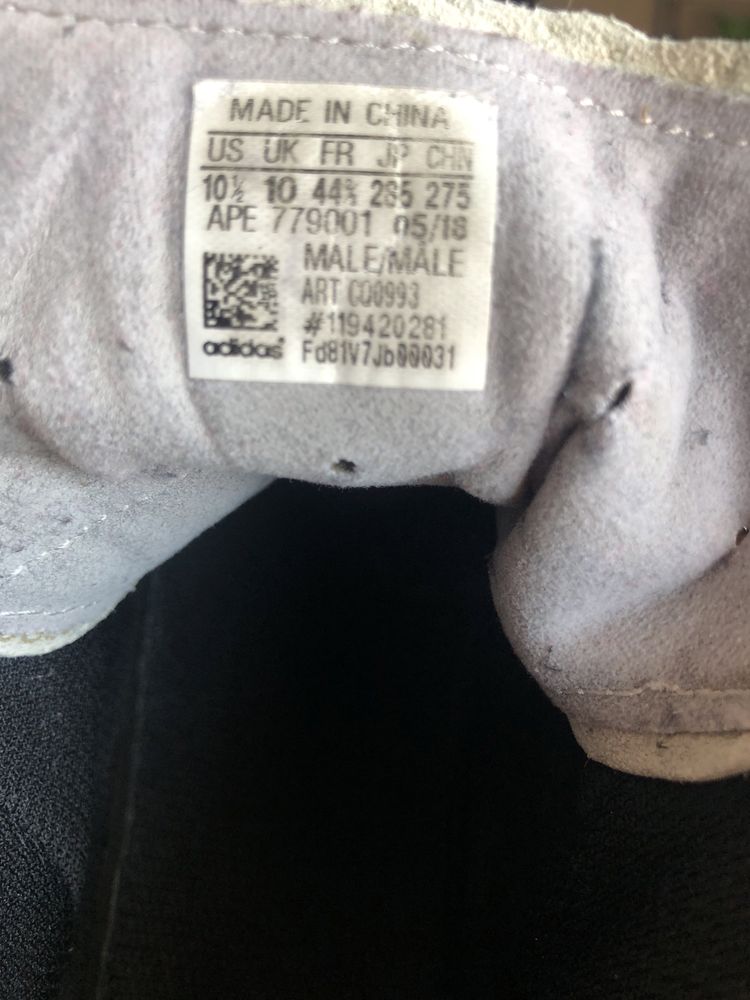 MADE IN CHINA
US UK FR JP CHN
10½ 10 44⅔ 285 275
APE 779001 05/18
MALE/MALE
ART CQ0993
#119420281
adidas Fd81V7Jb00031